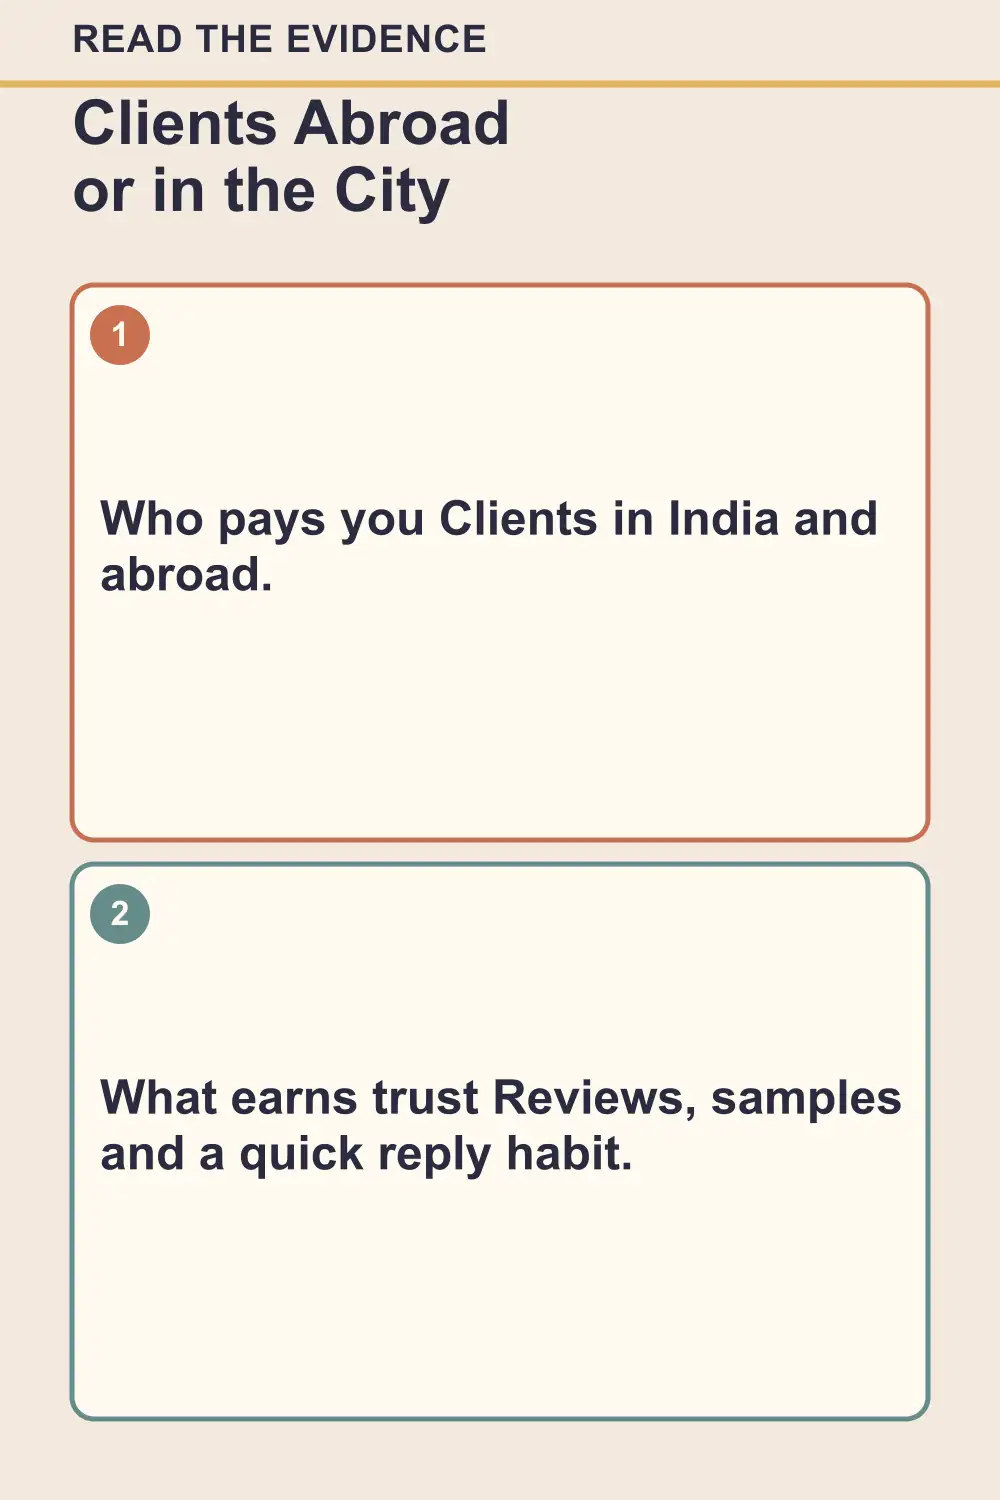 READ THE EVIDENCE
Clients Abroad
or in the City
1
Who pays you Clients in India and
abroad.
2
What earns trust Reviews, samples
and a quick reply habit.